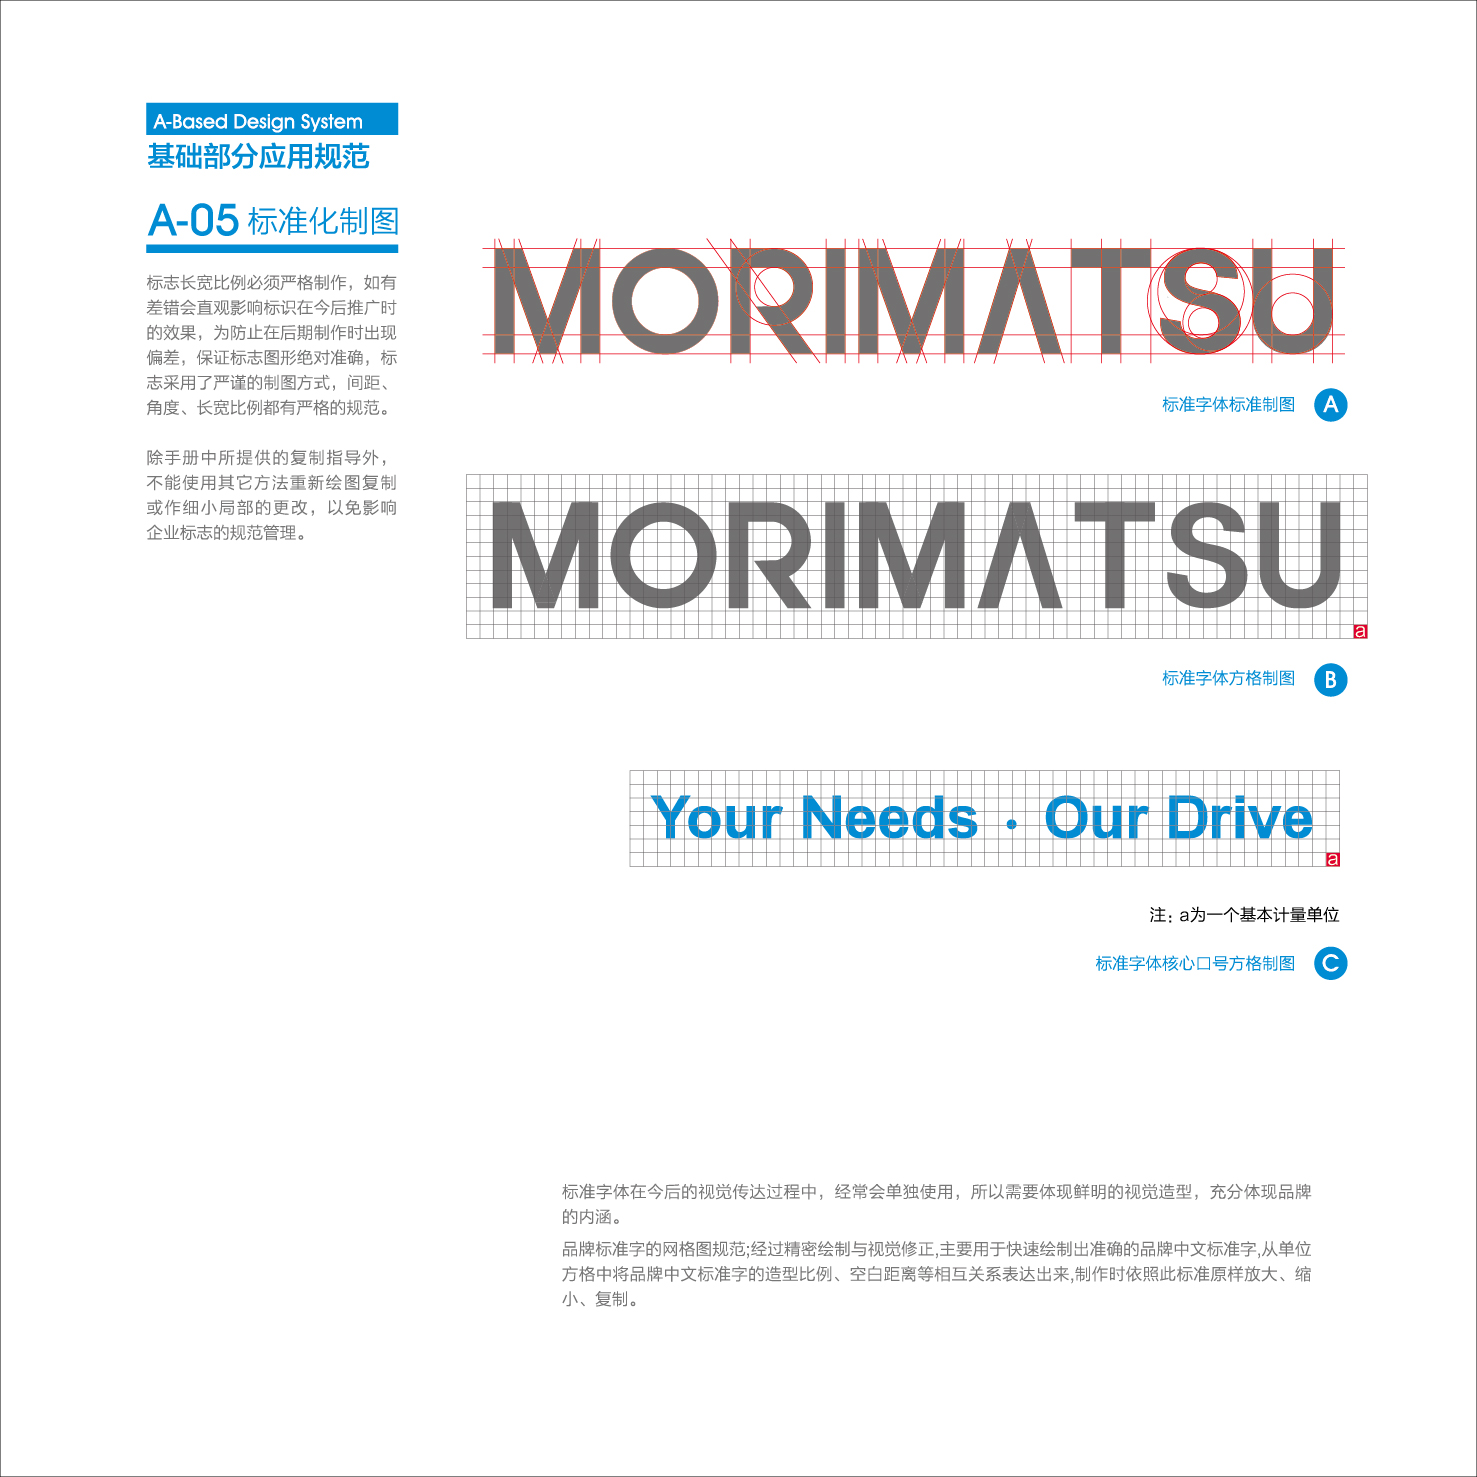 A-Based Design System
基础部分应用规范
A-05 标准化制图
标志长宽比例必须严格制作，如有
差错会直观影响标识在今后推广时
的效果，为防止在后期制作时出现
偏差，保证标志图形绝对准确，标
志采用了严谨的制图方式，间距、
角度、长宽比例都有严格的规范。
除手册中所提供的复制指导外，
不能使用其它方法重新绘图复制
或作细小局部的更改，以免影响
企业标志的规范管理。
MORIMATSU
标准字体标准制图 A
MORIMATSU
a
标准字体方格制图 B
Your Needs · Our Drive
a
注：a为一个基本计量单位
标准字体核心口号方格制图 C
标准字体在今后的视觉传达过程中，经常会单独使用，所以需要体现鲜明的视觉造型，充分体现品牌
的内涵。
品牌标准字的网格图规范;经过精密绘制与视觉修正,主要用于快速绘制出准确的品牌中文标准字,从单位
方格中将品牌中文标准字的造型比例、空白距离等相互关系表达出来,制作时依照此标准原样放大、缩
小、复制。